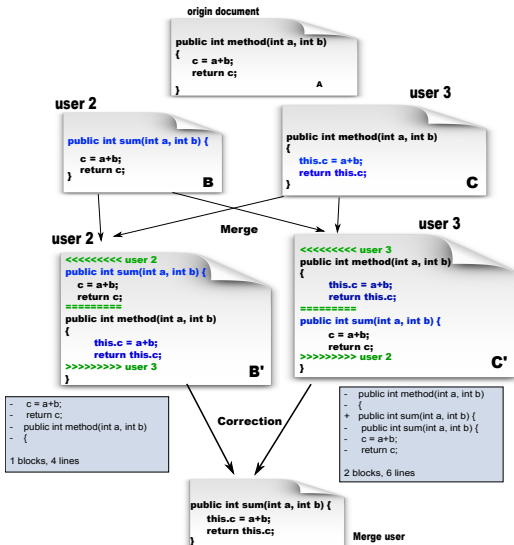 origin document
public int method(int a, int b)
{
c = a+b;
return c;
A
}
user 2
public int sum(int a, int b) {
c = a+b;
return c;
}
B
user 3
public int method(int a, int b)
{
this.c = a+b;
return this.c;
}
C
Merge
user 2
<<<<<<<<< user 2
public int sum(int a, int b) {
c = a+b;
return c;
=========
public int method(int a, int b)
{
this.c = a+b;
return this.c;
>>>>>>>>> user 3
}
B'
user 3
<<<<<<<<< user 3
public int method(int a, int b)
{
this.c = a+b;
return this.c;
=========
public int sum(int a, int b) {
c = a+b;
return c;
>>>>>>>>> user 2
}
C'
- c = a+b;
- return c;
- public int method(int a, int b)
- {
1 blocks, 4 lines
Correction
- public int method(int a, int b)
- {
+ public int sum(int a, int b) {
- public int sum(int a, int b) {
- c = a+b;
- return c;
2 blocks, 6 lines
public int sum(int a, int b) {
this.c = a+b;
return this.c;
}
Merge user